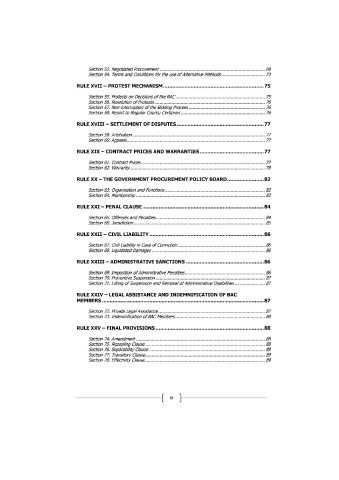 Section 53. Negotiated Procurement ........ 68
Section 54. Terms and Conditions for the use of Alternative Methods ........ 73
RULE XVII – PROTEST MECHANISM ........ 75
Section 55. Protests on Decisions of the BAC ........ 75
Section 56. Resolution of Protests ........ 76
Section 57. Non-interruption of the Bidding Process ........ 76
Section 58. Resort to Regular Courts; Certiorari ........ 76
RULE XVIII – SETTLEMENT OF DISPUTES ........ 77
Section 59. Arbitration ........ 77
Section 60. Appeals ........ 77
RULE XIX – CONTRACT PRICES AND WARRANTIES ........ 77
Section 61. Contract Prices ........ 77
Section 62. Warranty ........ 78
RULE XX – THE GOVERNMENT PROCUREMENT POLICY BOARD ........ 82
Section 63. Organization and Functions ........ 82
Section 64. Membership ........ 83
RULE XXI – PENAL CLAUSE ........ 84
Section 65. Offenses and Penalties ........ 84
Section 66. Jurisdiction ........ 85
RULE XXII – CIVIL LIABILITY ........ 86
Section 67. Civil Liability in Case of Conviction ........ 86
Section 68. Liquidated Damages ........ 86
RULE XXIII – ADMINISTRATIVE SANCTIONS ........ 86
Section 69. Imposition of Administrative Penalties ........ 86
Section 70. Preventive Suspension ........ 87
Section 71. Lifting of Suspension and Removal of Administrative Disabilities ........ 87
RULE XXIV – LEGAL ASSISTANCE AND INDEMNIFICATION OF BAC
MEMBERS ........ 87
Section 72. Private Legal Assistance ........ 87
Section 73. Indemnification of BAC Members ........ 88
RULE XXV – FINAL PROVISIONS ........ 88
Section 74. Amendment ........ 88
Section 75. Repealing Clause ........ 88
Section 76. Separability Clause ........ 89
Section 77. Transitory Clause ........ 89
Section 78. Effectivity Clause ........ 89